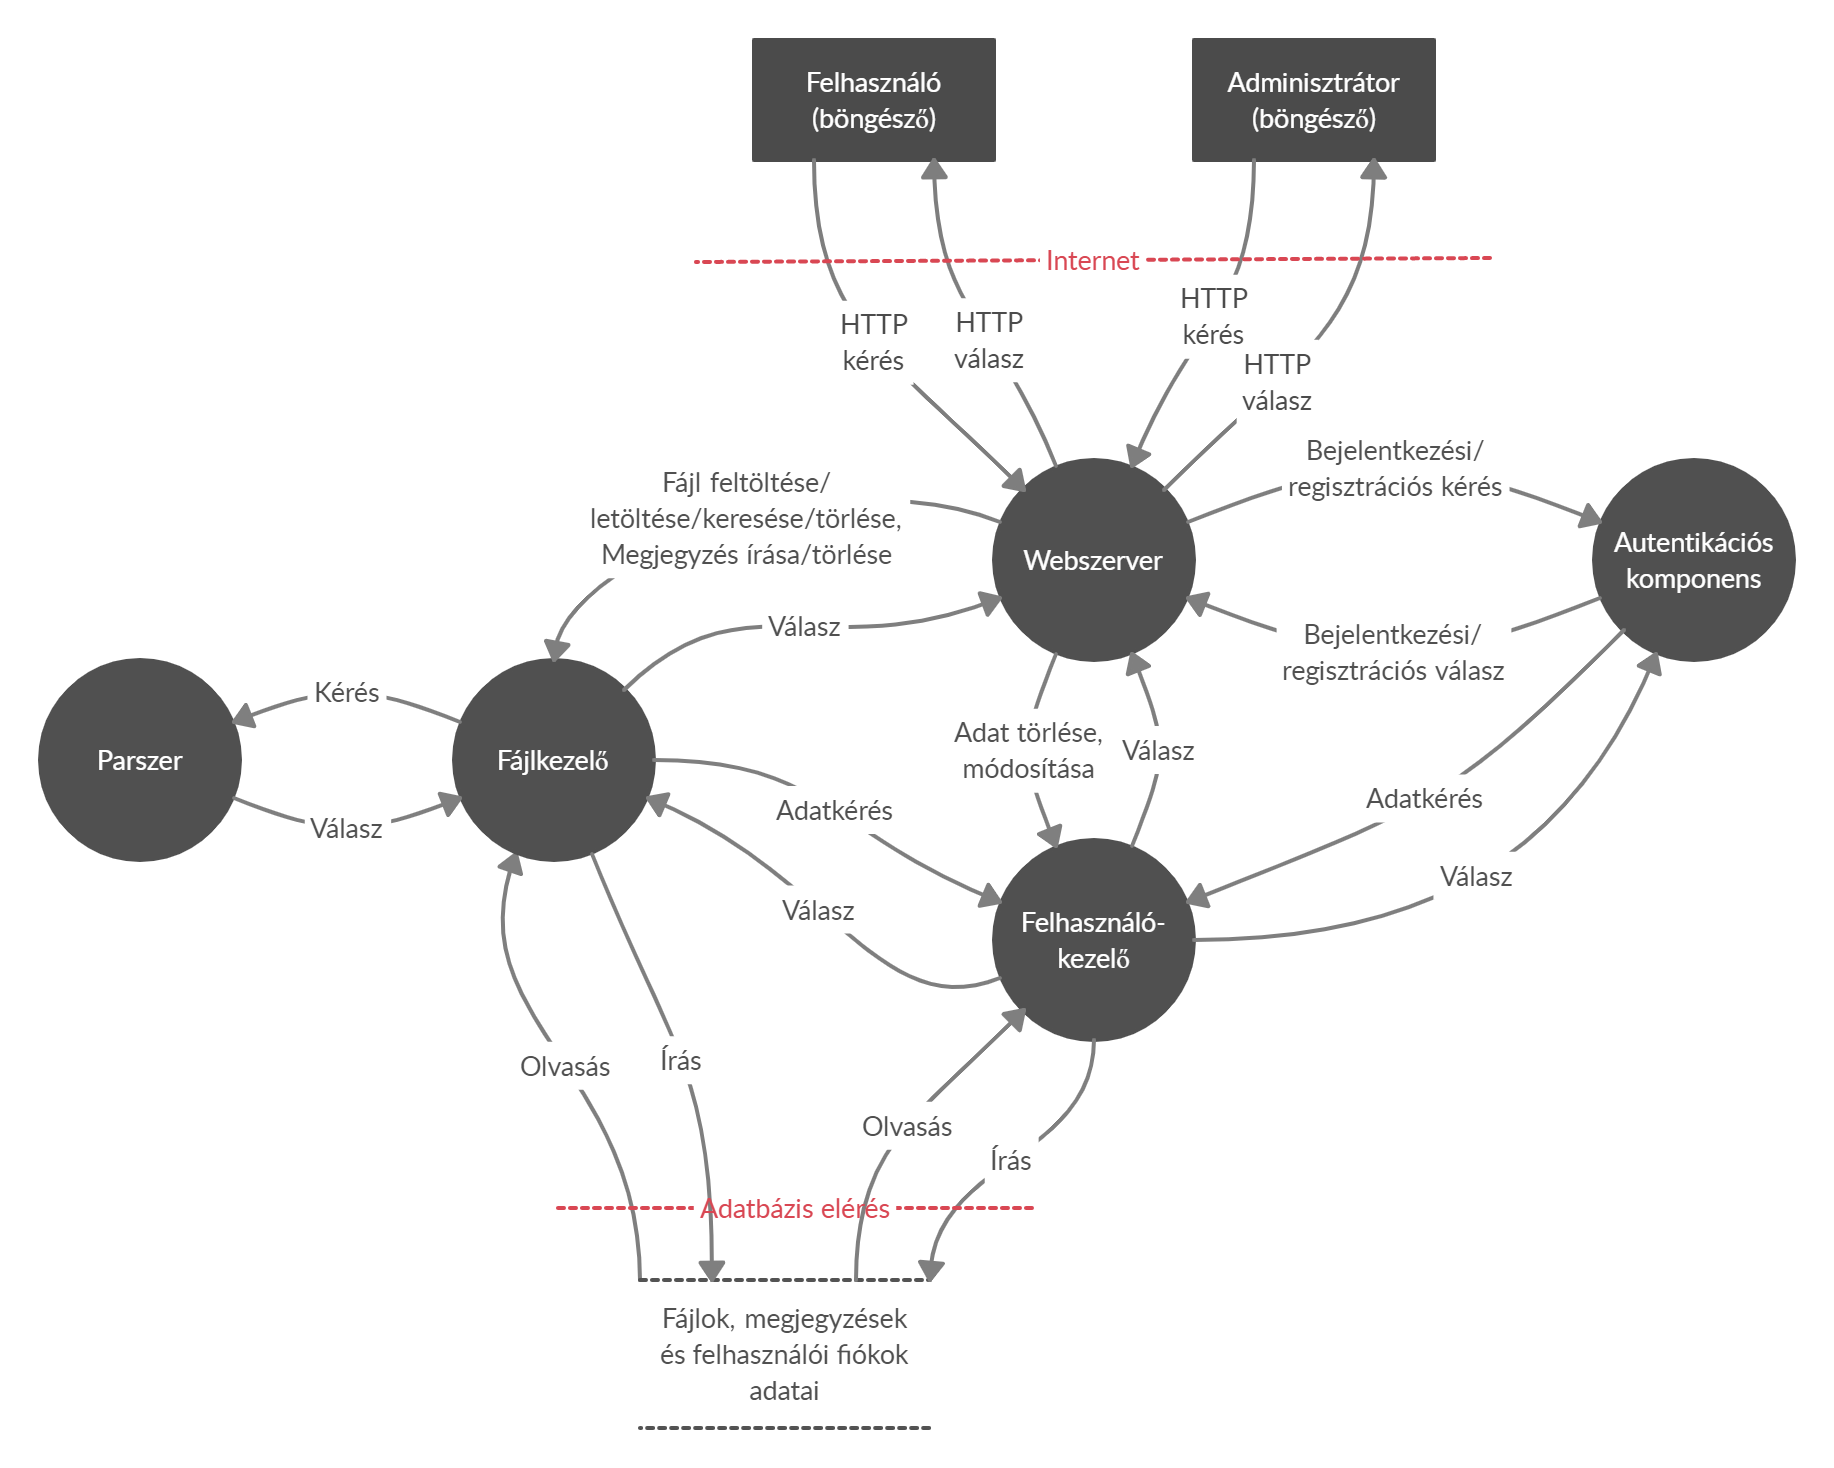 Felhasználó
(böngésző)
Adminisztrátor
(böngésző)
Internet
HTTP
kérés
HTTP
válasz
HTTP
kérés
HTTP
válasz
Fájl feltöltése/
letöltése/keresése/törlése,
Megjegyzés írása/törlése
Bejelentkezési/
regisztrációs kérés
Webszerver
Autentikációs
komponens
Válasz
Bejelentkezési/
regisztrációs válasz
Kérés
Parszer
Fájlkezelő
Válasz
Adat törlése,
módosítása
Válasz
Adatkérés
Adatkérés
Válasz
Válasz
Felhasználó-
kezelő
Olvasás
Írás
Olvasás
Írás
Adatbázis elérés
Fájlok, megjegyzések
és felhasználói fiókok
adatai